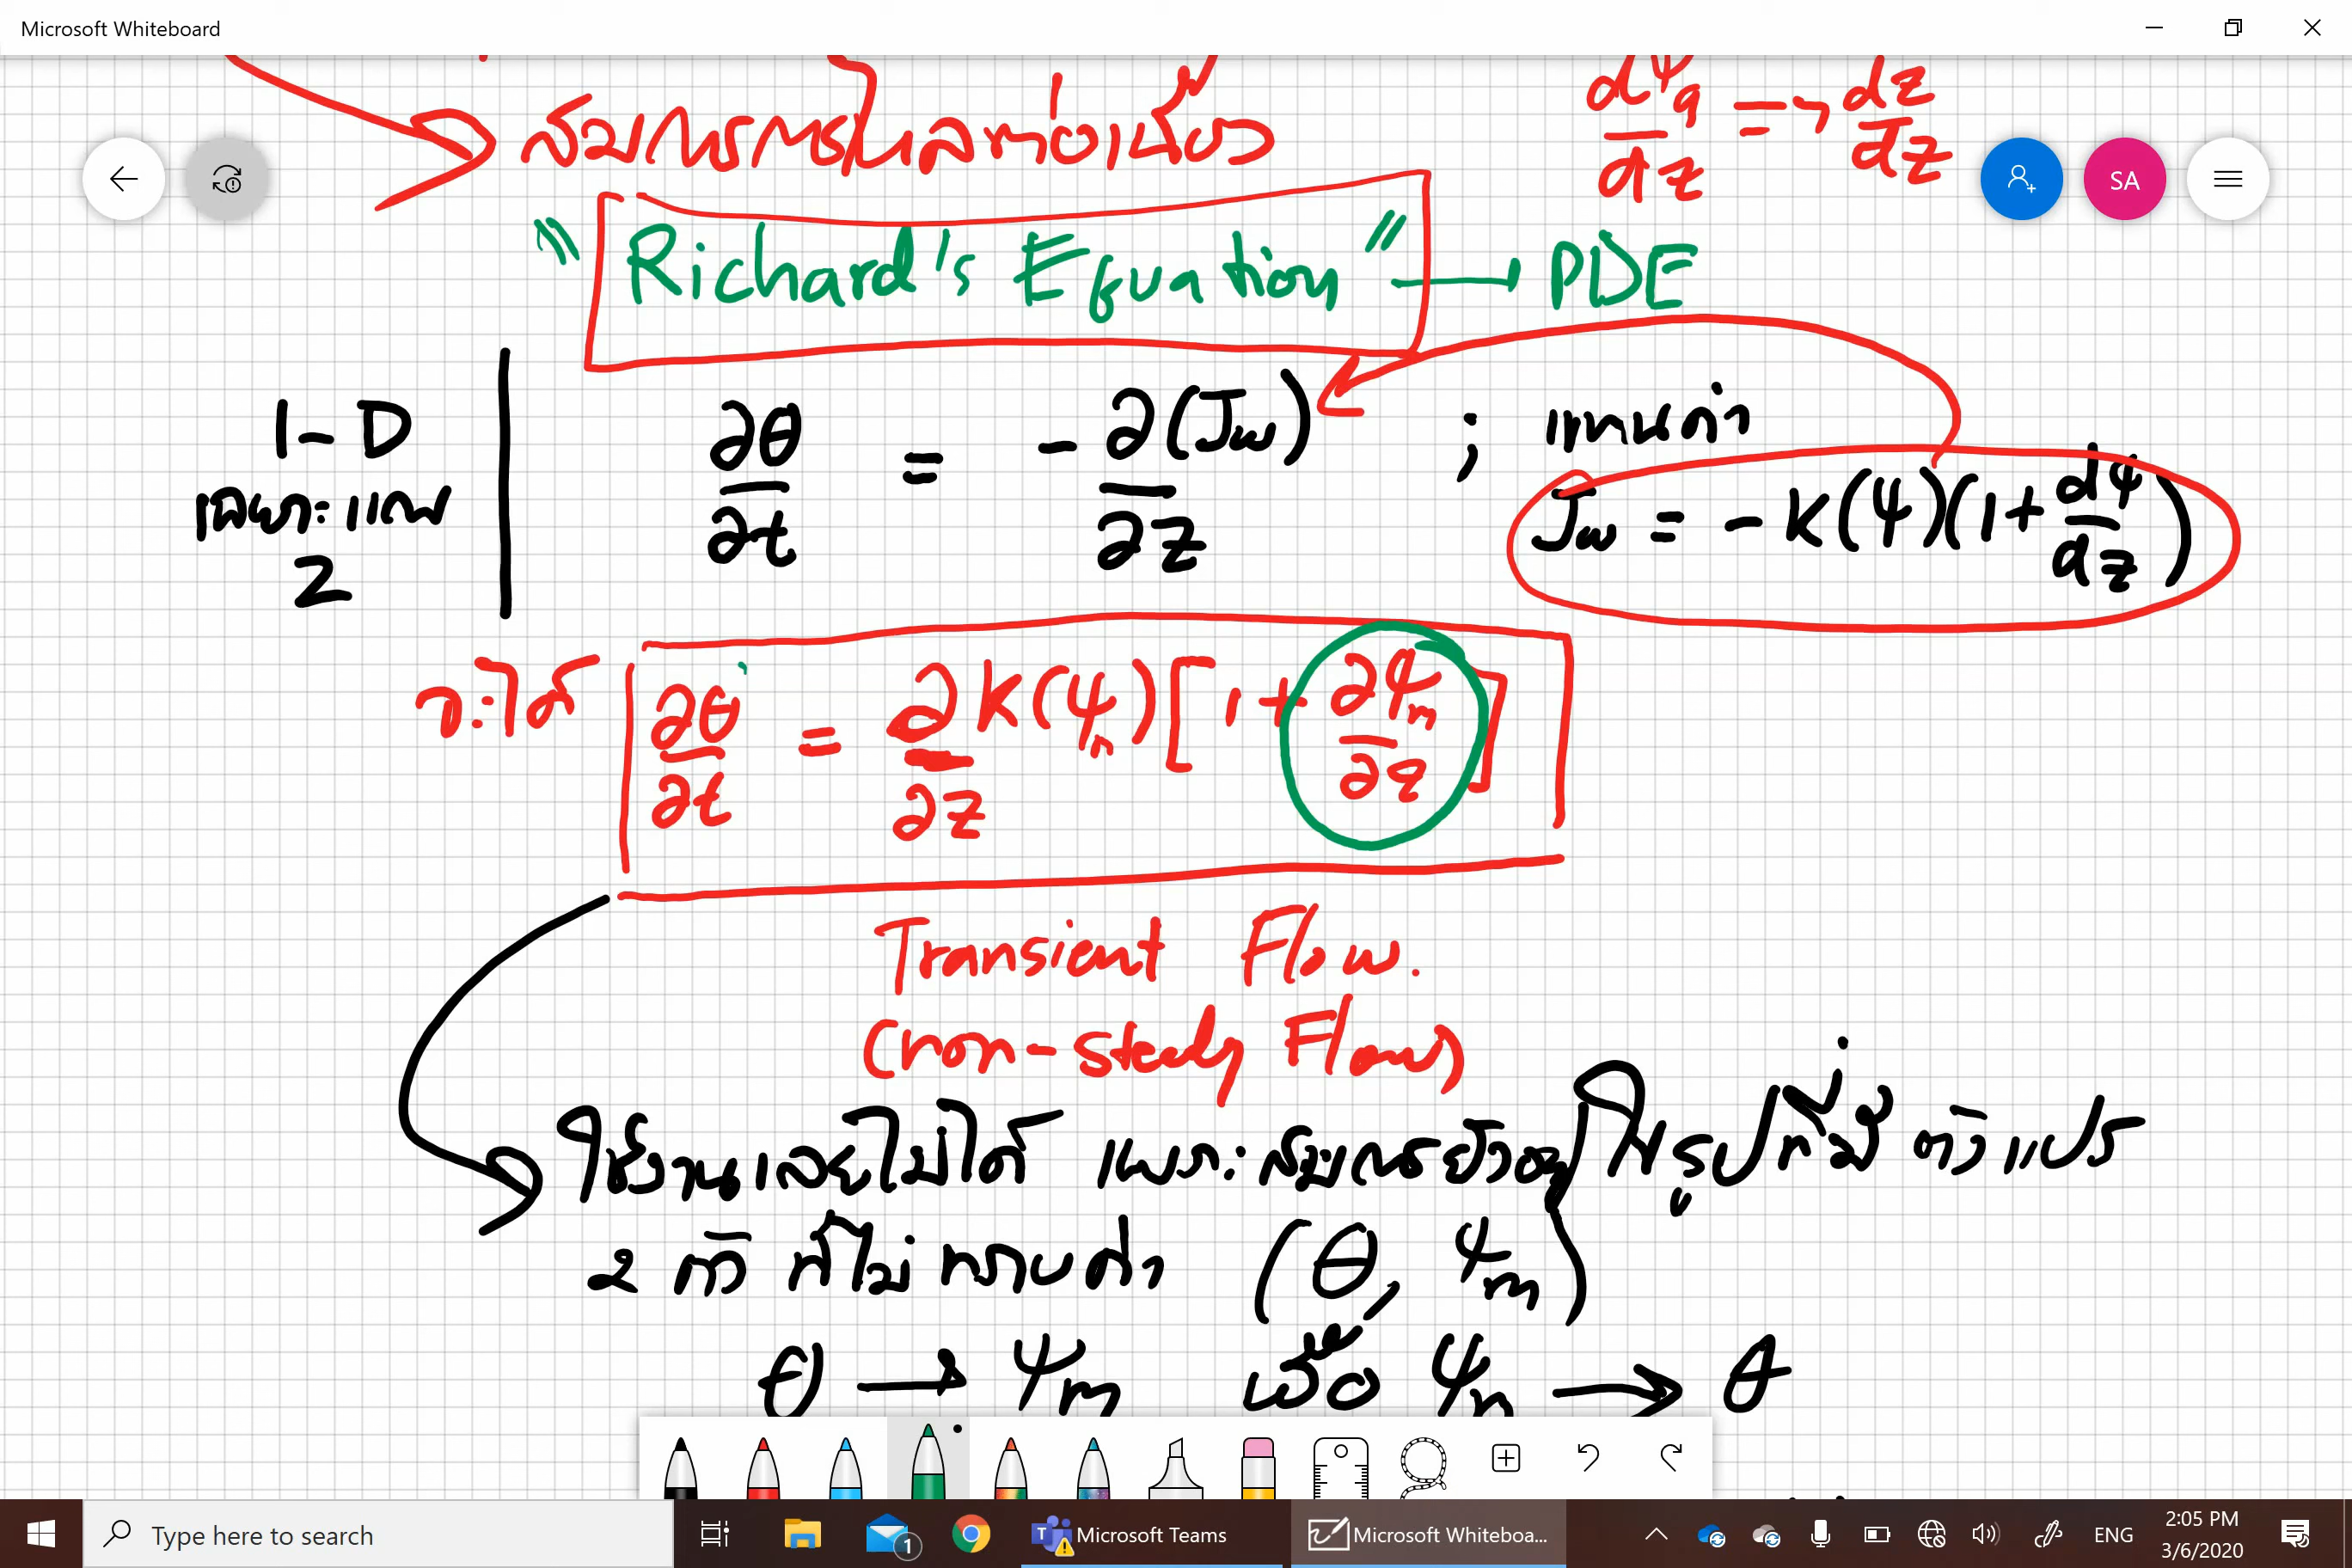 Microsoft Whiteboard
สมการการไหลต่อเนื่อง
dψg/dz = dz/dz
SA
"Richard's Equation" → PDE
1-D
เฉพาะแกน
Z
∂θ/∂t = -∂(Jw)/∂z ; แทนค่า
Jw = -K(ψ)(1+dψ/dz)
จะได้ ∂θ/∂t = ∂/∂z K(ψm)[1+∂ψm/∂z]
Transient Flow.
(non-steady Flow)
ใช้งานเลยไม่ได้ เพราะสมการยังอยู่ในรูปที่มี ตัวแปร
2 ตัว ที่ไม่ทราบค่า (θ, ψm)
θ → ψm หรือ ψm → θ
Type here to search
1
Microsoft Teams
Microsoft Whiteboa...
ENG
2:05 PM
3/6/2020